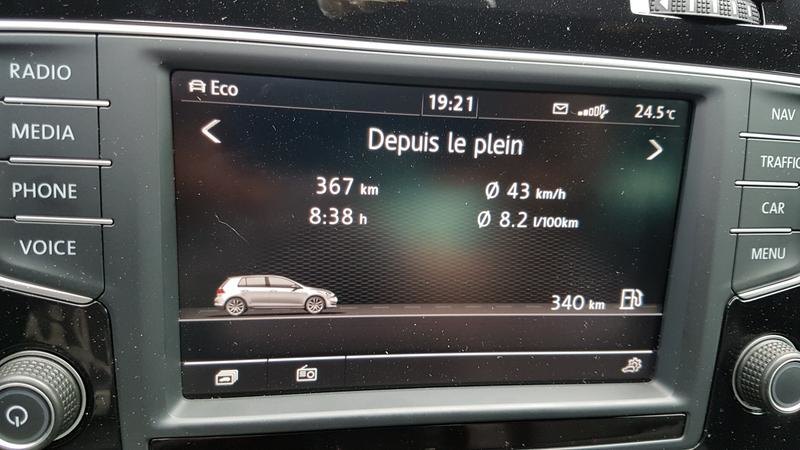 RADIO
MEDIA
PHONE
VOICE
Eco
19:21
24.5°C
Depuis le plein
367 km
Ø 43 km/h
8:38 h
Ø 8.2 l/100km
340 km
NAV
TRAFFIC
CAR
MENU